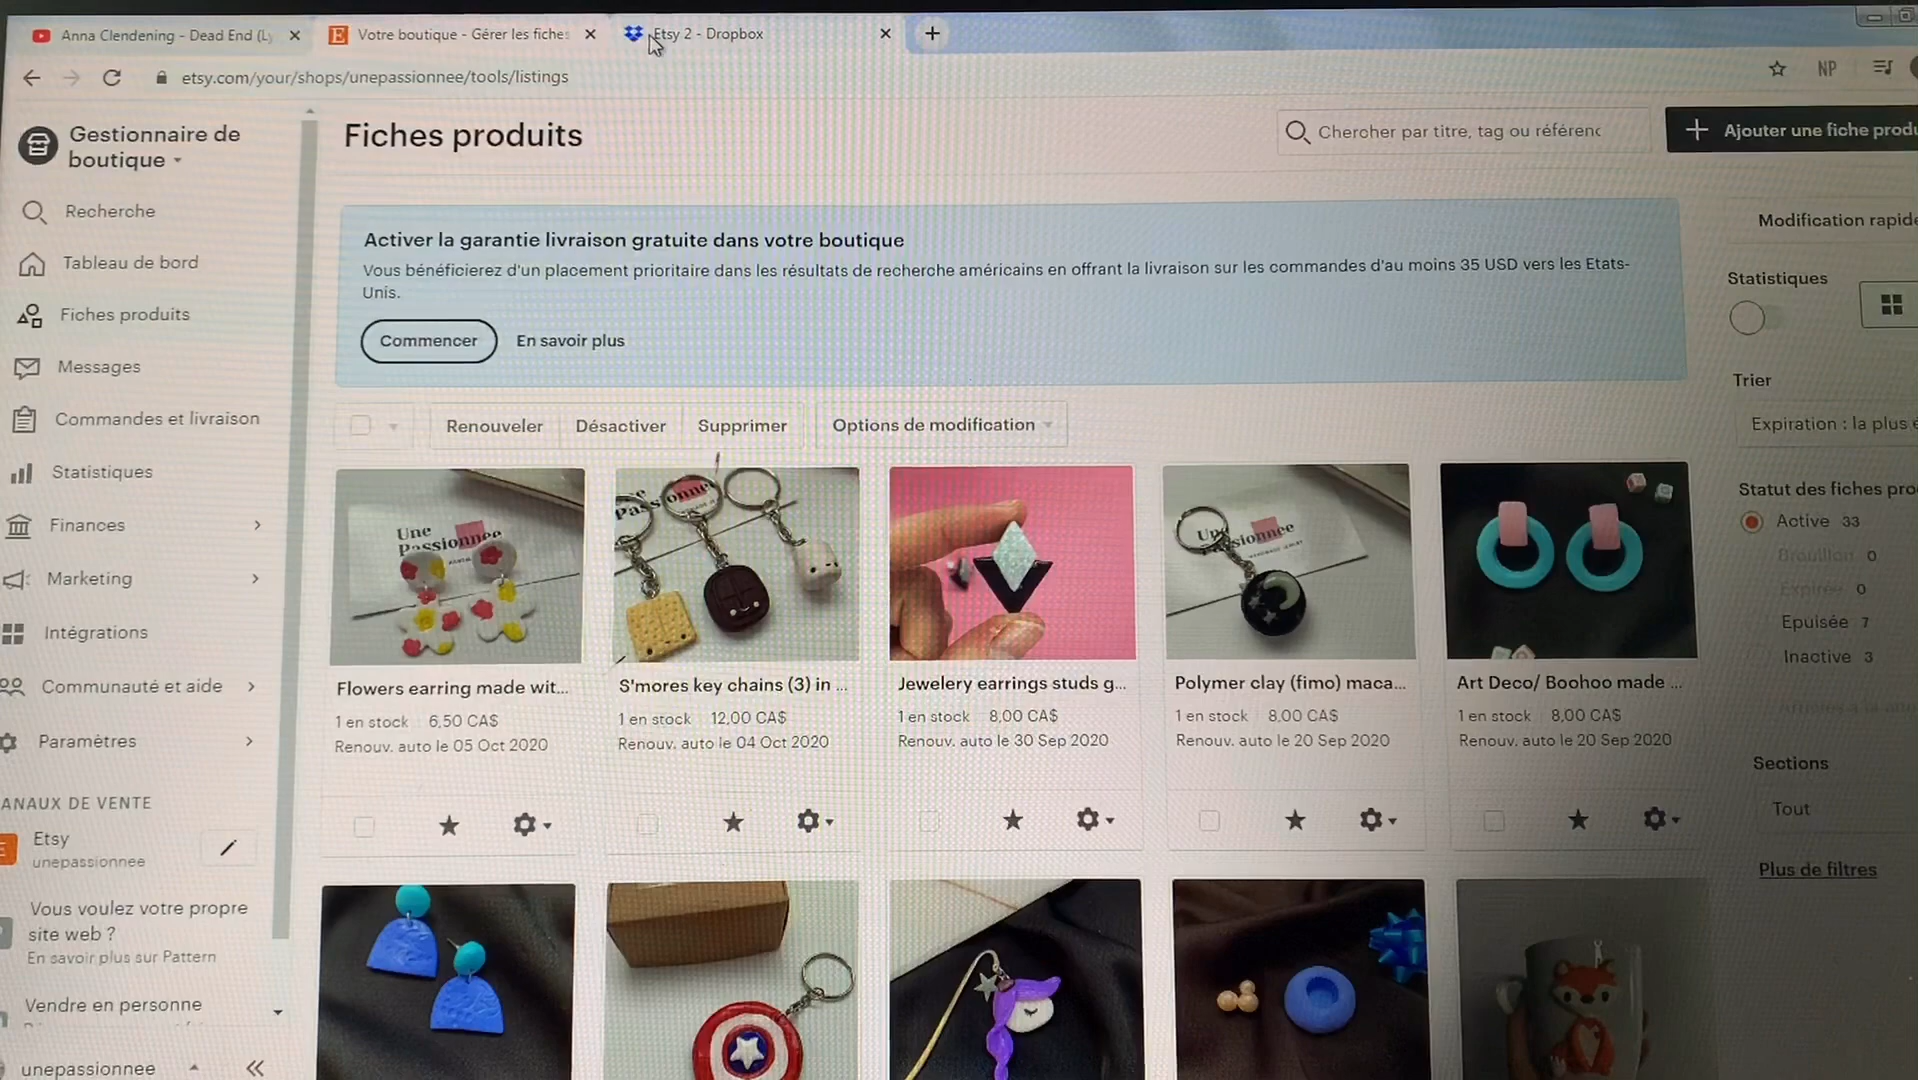 Anna Clendening - Dead End (Ly
Votre boutique - Gérer les fiches
Etsy 2 - Dropbox
etsy.com/your/shops/unepassionnee/tools/listings
NP
Gestionnaire de
boutique
Recherche
Tableau de bord
Fiches produits
Messages
Commandes et livraison
Statistiques
Finances
Marketing
Intégrations
Communauté et aide
Paramètres
ANAUX DE VENTE
Etsy
unepassionnee
Vous voulez votre propre
site web ?
En savoir plus sur Pattern
Vendre en personne
unepassionnee
Fiches produits
Chercher par titre, tag ou référenc
Ajouter une fiche produ
Activer la garantie livraison gratuite dans votre boutique
Vous bénéficierez d'un placement prioritaire dans les résultats de recherche américains en offrant la livraison sur les commandes d'au moins 35 USD vers les Etats-
Unis.
Commencer
En savoir plus
Renouveler
Désactiver
Supprimer
Options de modification
Une
Passionnée
Passionnée
Une
Passionnée
Flowers earring made wit...
1 en stock 6,50 CA$
Renouv. auto le 05 Oct 2020
S'mores key chains (3) in ...
1 en stock 12,00 CA$
Renouv. auto le 04 Oct 2020
Jewelery earrings studs g...
1 en stock 8,00 CA$
Renouv. auto le 30 Sep 2020
Polymer clay (fimo) maca...
1 en stock 8,00 CA$
Renouv. auto le 20 Sep 2020
Art Deco/ Boohoo made ...
1 en stock 8,00 CA$
Renouv. auto le 20 Sep 2020
Modification rapide
Statistiques
Trier
Expiration : la plus é
Statut des fiches pro
Active 33
Brouillon 0
Expirée 0
Epuisée 7
Inactive 3
Sections
Tout
Plus de filtres